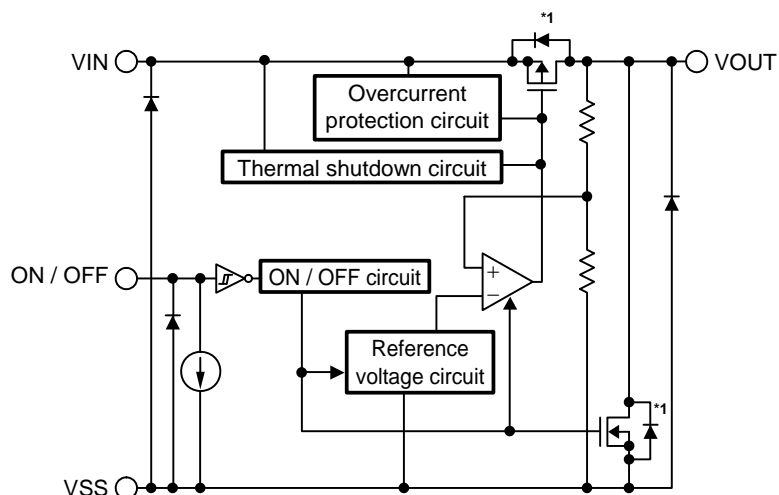 *1
VIN
VOUT
Overcurrent
protection circuit
Thermal shutdown circuit
ON / OFF
ON / OFF circuit
+
−
Reference
voltage circuit
*1
VSS